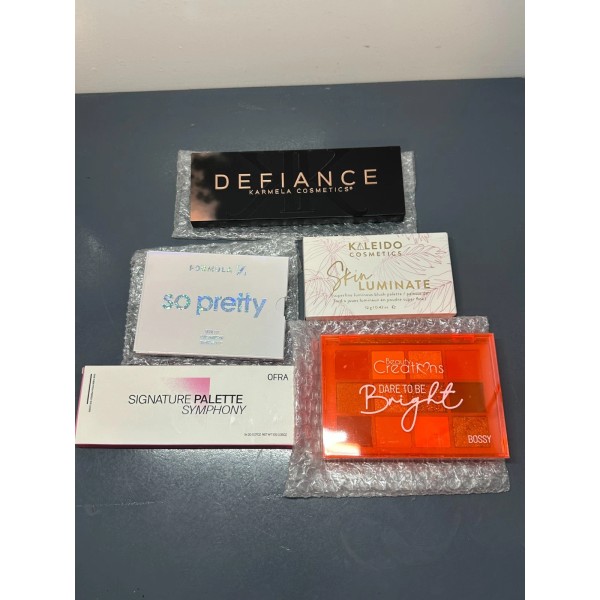 DEFIANCE
KARMELA COSMETICS®
KALEIDO
COSMETICS
Skin
LUMINATE
so pretty
OFRA
SIGNATURE PALETTE
SYMPHONY
Beauty
Creations
DARE TO BE
Bright
BOSSY